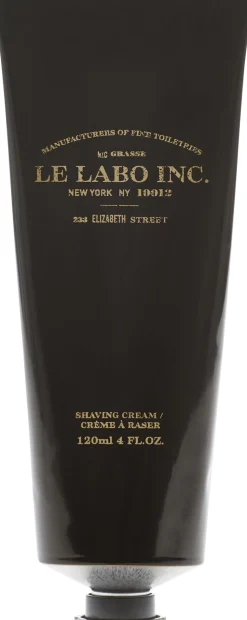 MANUFACTURERS OF FINE TOILETRIES
NYC GRASSE
LE LABO INC.
NEW YORK NY 10012
233 ELIZABETH STREET
SHAVING CREAM /
CRÈME À RASER
120ml 4 FL.OZ.